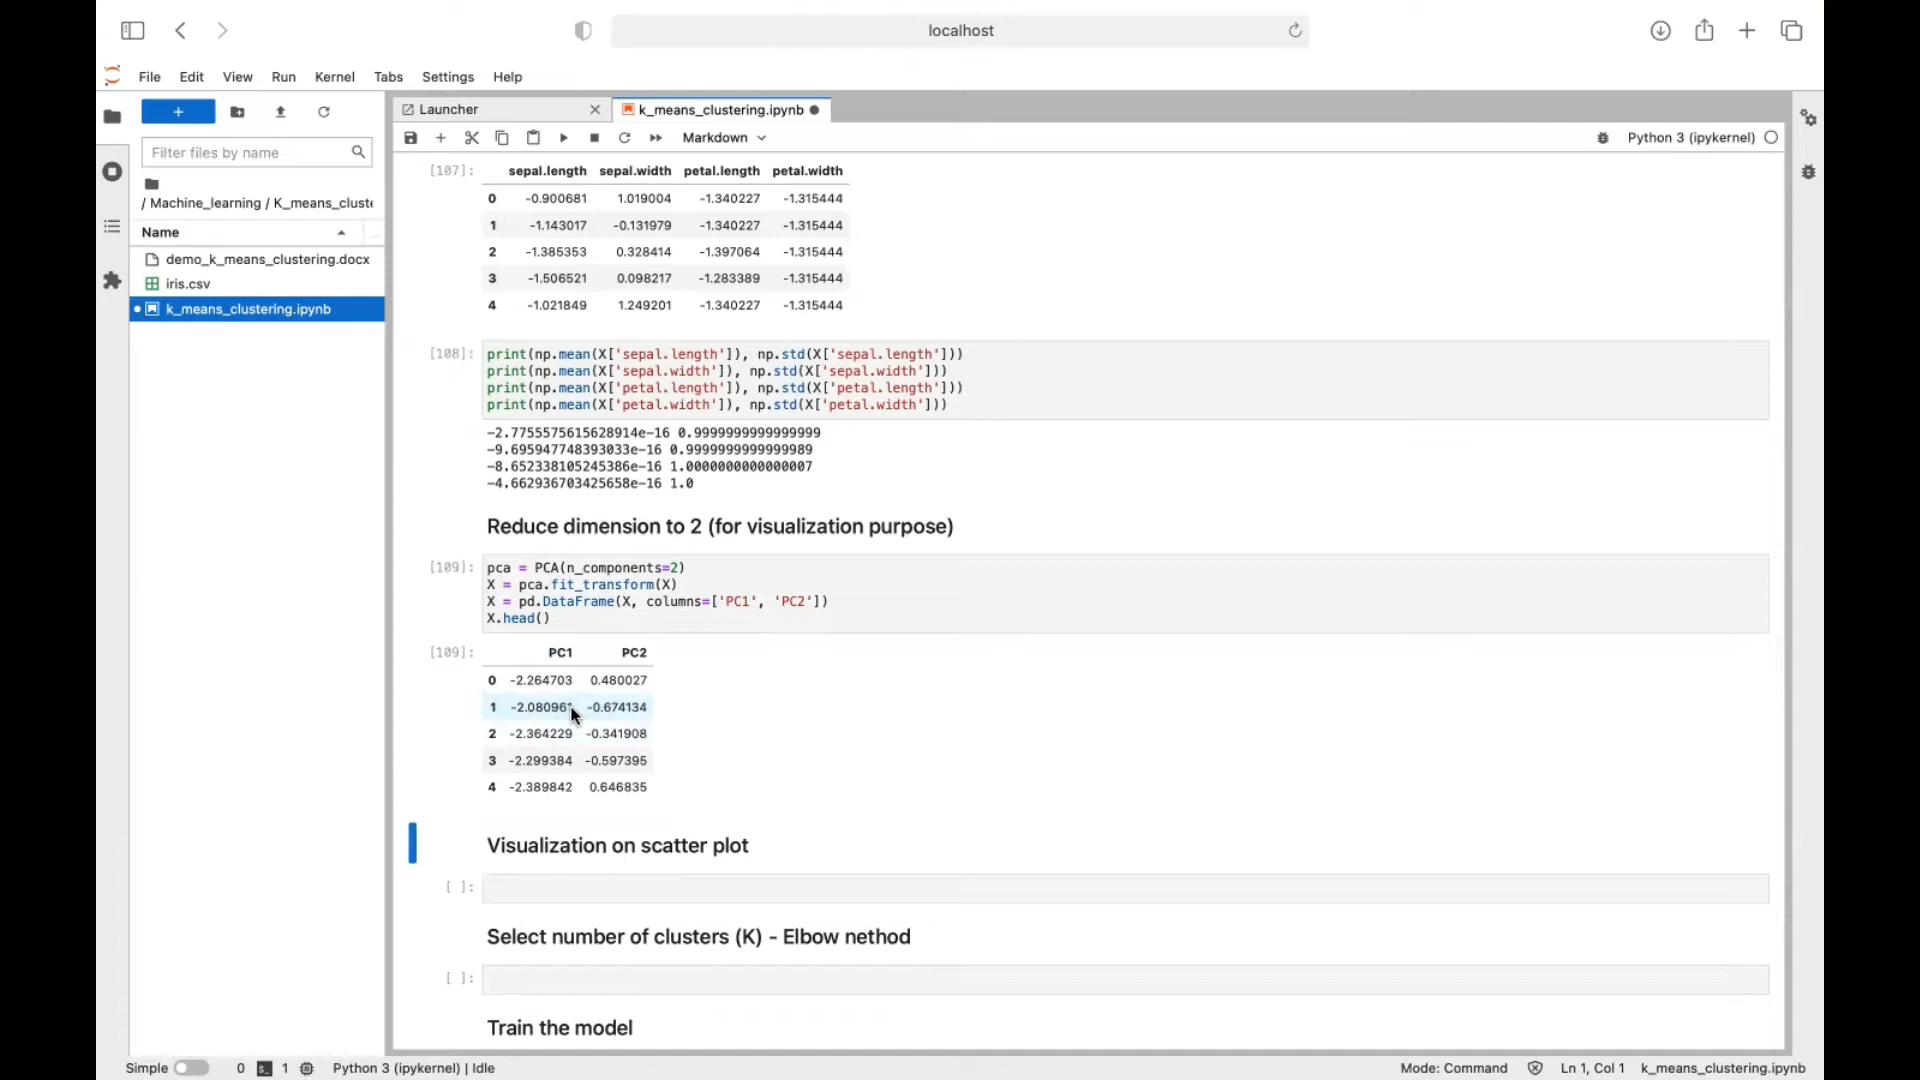 localhost
File Edit View Run Kernel Tabs Settings Help
Launcher
k_means_clustering.ipynb
Markdown
Python 3 (ipykernel)
Filter files by name
/ Machine_learning / K_means_cluste
Name
demo_k_means_clustering.docx
iris.csv
k_means_clustering.ipynb
[107]: sepal.length sepal.width petal.length petal.width
0 -0.900681 1.019004 -1.340227 -1.315444
1 -1.143017 -0.131979 -1.340227 -1.315444
2 -1.385353 0.328414 -1.397064 -1.315444
3 -1.506521 0.098217 -1.283389 -1.315444
4 -1.021849 1.249201 -1.340227 -1.315444
[108]: print(np.mean(X['sepal.length']), np.std(X['sepal.length']))
print(np.mean(X['sepal.width']), np.std(X['sepal.width']))
print(np.mean(X['petal.length']), np.std(X['petal.length']))
print(np.mean(X['petal.width']), np.std(X['petal.width']))
-2.7755575615628914e-16 0.9999999999999999
-9.695947748393033e-16 0.9999999999999989
-8.652338105245386e-16 1.0000000000000007
-4.662936703425658e-16 1.0
Reduce dimension to 2 (for visualization purpose)
[109]: pca = PCA(n_components=2)
X = pca.fit_transform(X)
X = pd.DataFrame(X, columns=['PC1', 'PC2'])
X.head()
[109]: PC1 PC2
0 -2.264703 0.480027
1 -2.080961 -0.674134
2 -2.364229 -0.341908
3 -2.299384 -0.597395
4 -2.389842 0.646835
Visualization on scatter plot
[ ]:
Select number of clusters (K) - Elbow nethod
[ ]:
Train the model
Simple 0 1 Python 3 (ipykernel) | Idle Mode: Command Ln 1, Col 1 k_means_clustering.ipynb